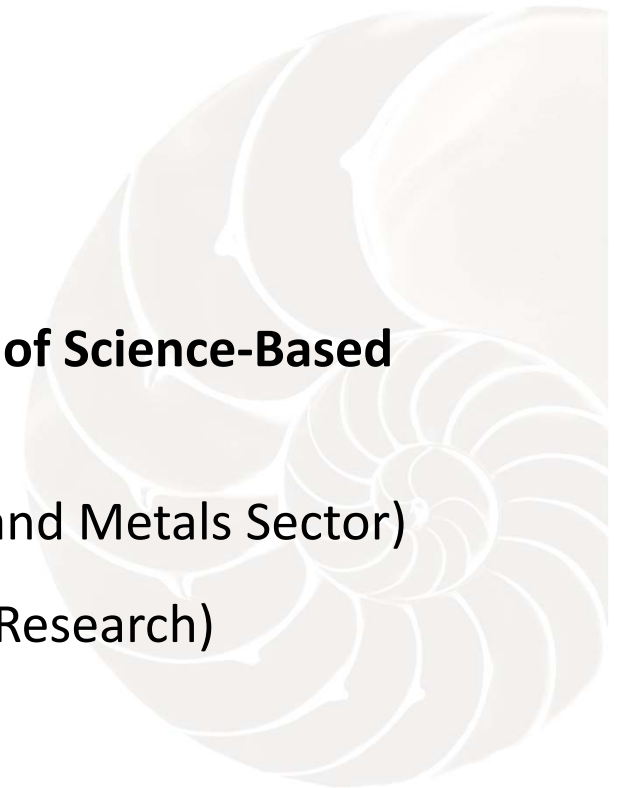 of Science-Based
nd Metals Sector)
Research)